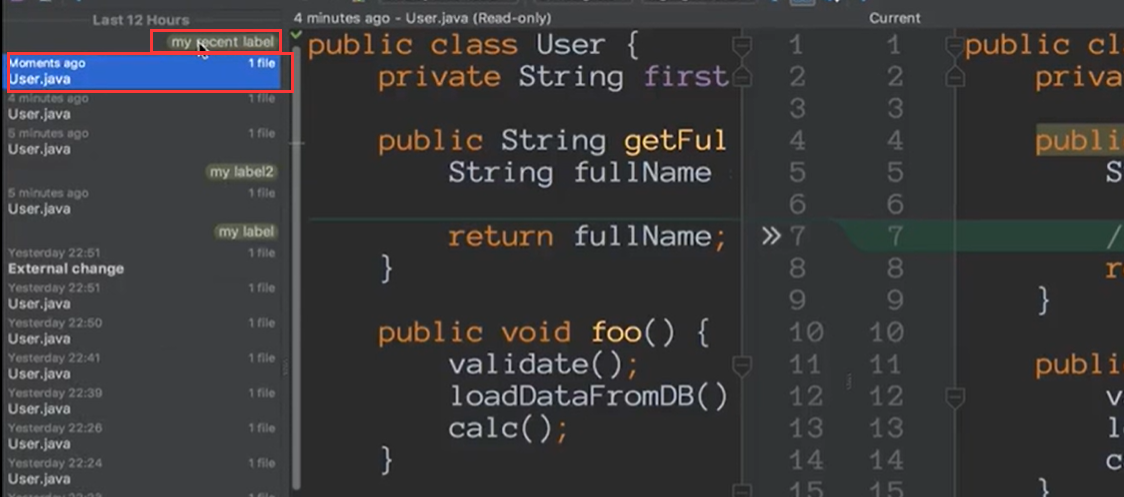 Last 12 Hours
my recent label
Moments ago 1 file
User.java
4 minutes ago 1 file
User.java
5 minutes ago 1 file
User.java
my label2
5 minutes ago 1 file
User.java
my label
Yesterday 22:51 1 file
External change
Yesterday 22:51 1 file
User.java
Yesterday 22:50 1 file
User.java
Yesterday 22:41 1 file
User.java
Yesterday 22:39 1 file
User.java
Yesterday 22:26 1 file
User.java
Yesterday 22:24 1 file
User.java
4 minutes ago - User.java (Read-only)
public class User {
private String first
public String getFul
String fullName
return fullName;
}
public void foo() {
validate();
loadDataFromDB()
calc();
}
1 1
2 2
3 3
4 4
5 5
6 6
» 7 7
8 8
9 9
10 10
11 11
12 12
13 13
14 14
15 15
Current
public cl
priva
publi
S
/
r
}
publi
v
l
c
}